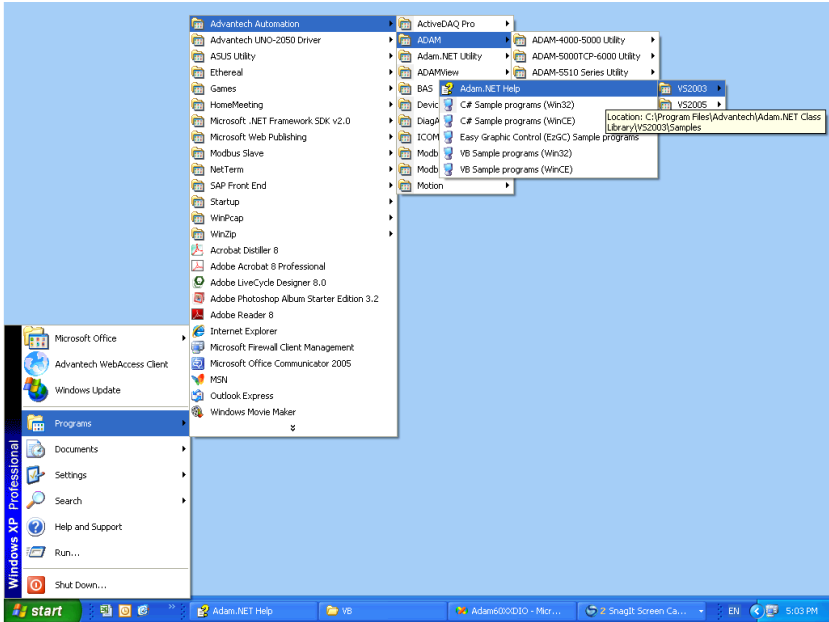 Advantech Automation
Advantech UNO-2050 Driver
ASUS Utility
Ethereal
Games
HomeMeeting
Microsoft .NET Framework SDK v2.0
Microsoft Web Publishing
Modbus Slave
NetTerm
SAP Front End
Startup
WinPcap
WinZip
Acrobat Distiller 8
Adobe Acrobat 8 Professional
Adobe LiveCycle Designer 8.0
Adobe Photoshop Album Starter Edition 3.2
Adobe Reader 8
Internet Explorer
Microsoft Firewall Client Management
Microsoft Office Communicator 2005
MSN
Outlook Express
Windows Movie Maker
ActiveDAQ Pro
ADAM
Adam.NET Utility
ADAMView
BAS
Devic
DiagA
ICOM
Modb
Modb
Motion
ADAM-4000-5000 Utility
ADAM-5000TCP-6000 Utility
ADAM-5510 Series Utility
Adam.NET Help
C# Sample programs (Win32)
C# Sample programs (WinCE)
Easy Graphic Control (EzGC) Sample programs
VB Sample programs (Win32)
VB Sample programs (WinCE)
VS2003
VS2005
Location: C:\Program Files\Advantech\Adam.NET Class
Library\VS2003\Samples
Microsoft Office
Advantech WebAccess Client
Windows Update
Programs
Documents
Settings
Search
Help and Support
Run...
Shut Down...
Windows XP Professional
start
Adam.NET Help
VB
Adam60XXDIO - Micr...
2 SnagIt Screen Ca...
EN
5:03 PM